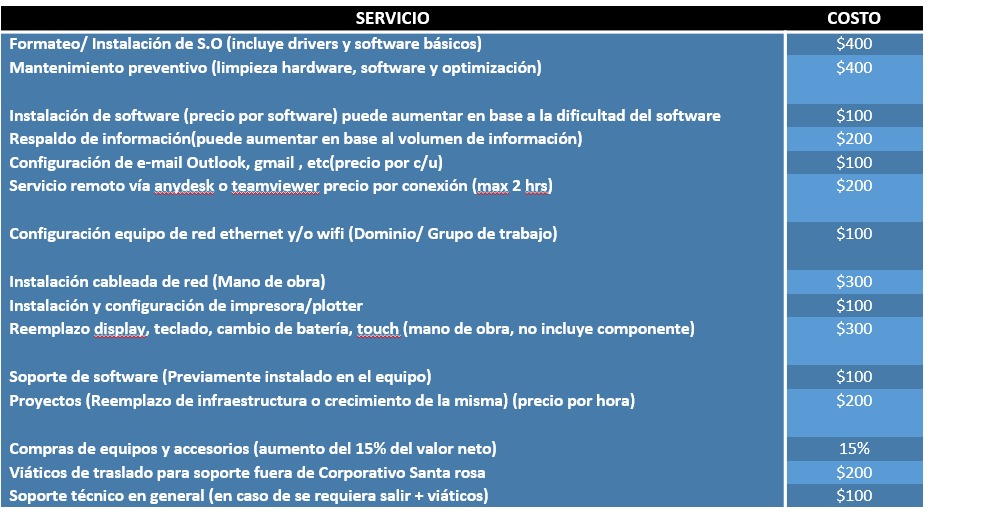 SERVICIO COSTO
Formateo/ Instalación de S.O (incluye drivers y software básicos) $400
Mantenimiento preventivo (limpieza hardware, software y optimización) $400
Instalación de software (precio por software) puede aumentar en base a la dificultad del software $100
Respaldo de información(puede aumentar en base al volumen de información) $200
Configuración de e-mail Outlook, gmail , etc(precio por c/u) $100
Servicio remoto vía anydesk o teamviewer precio por conexión (max 2 hrs) $200
Configuración equipo de red ethernet y/o wifi (Dominio/ Grupo de trabajo) $100
Instalación cableada de red (Mano de obra) $300
Instalación y configuración de impresora/plotter $100
Reemplazo display, teclado, cambio de batería, touch (mano de obra, no incluye componente) $300
Soporte de software (Previamente instalado en el equipo) $100
Proyectos (Reemplazo de infraestructura o crecimiento de la misma) (precio por hora) $200
Compras de equipos y accesorios (aumento del 15% del valor neto) 15%
Viáticos de traslado para soporte fuera de Corporativo Santa rosa $200
Soporte técnico en general (en caso de se requiera salir + viáticos) $100